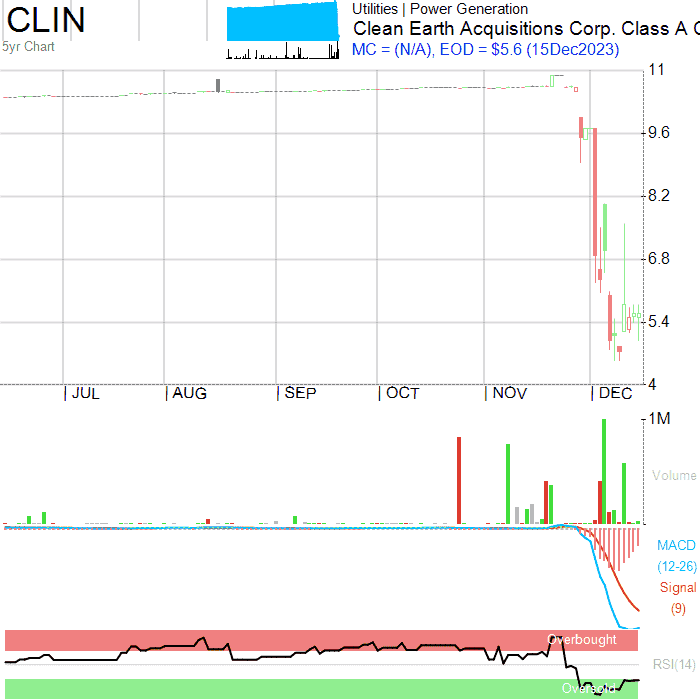 CLIN
5yr Chart
Utilities | Power Generation
Clean Earth Acquisitions Corp. Class A C
MC = (N/A), EOD = $5.6 (15Dec2023)
11
9.6
8.2
6.8
5.4
4
| JUL | AUG | SEP | OCT | NOV | DEC
1M
Volume
MACD
(12-26)
Signal
(9)
Overbought
RSI(14)
Oversold